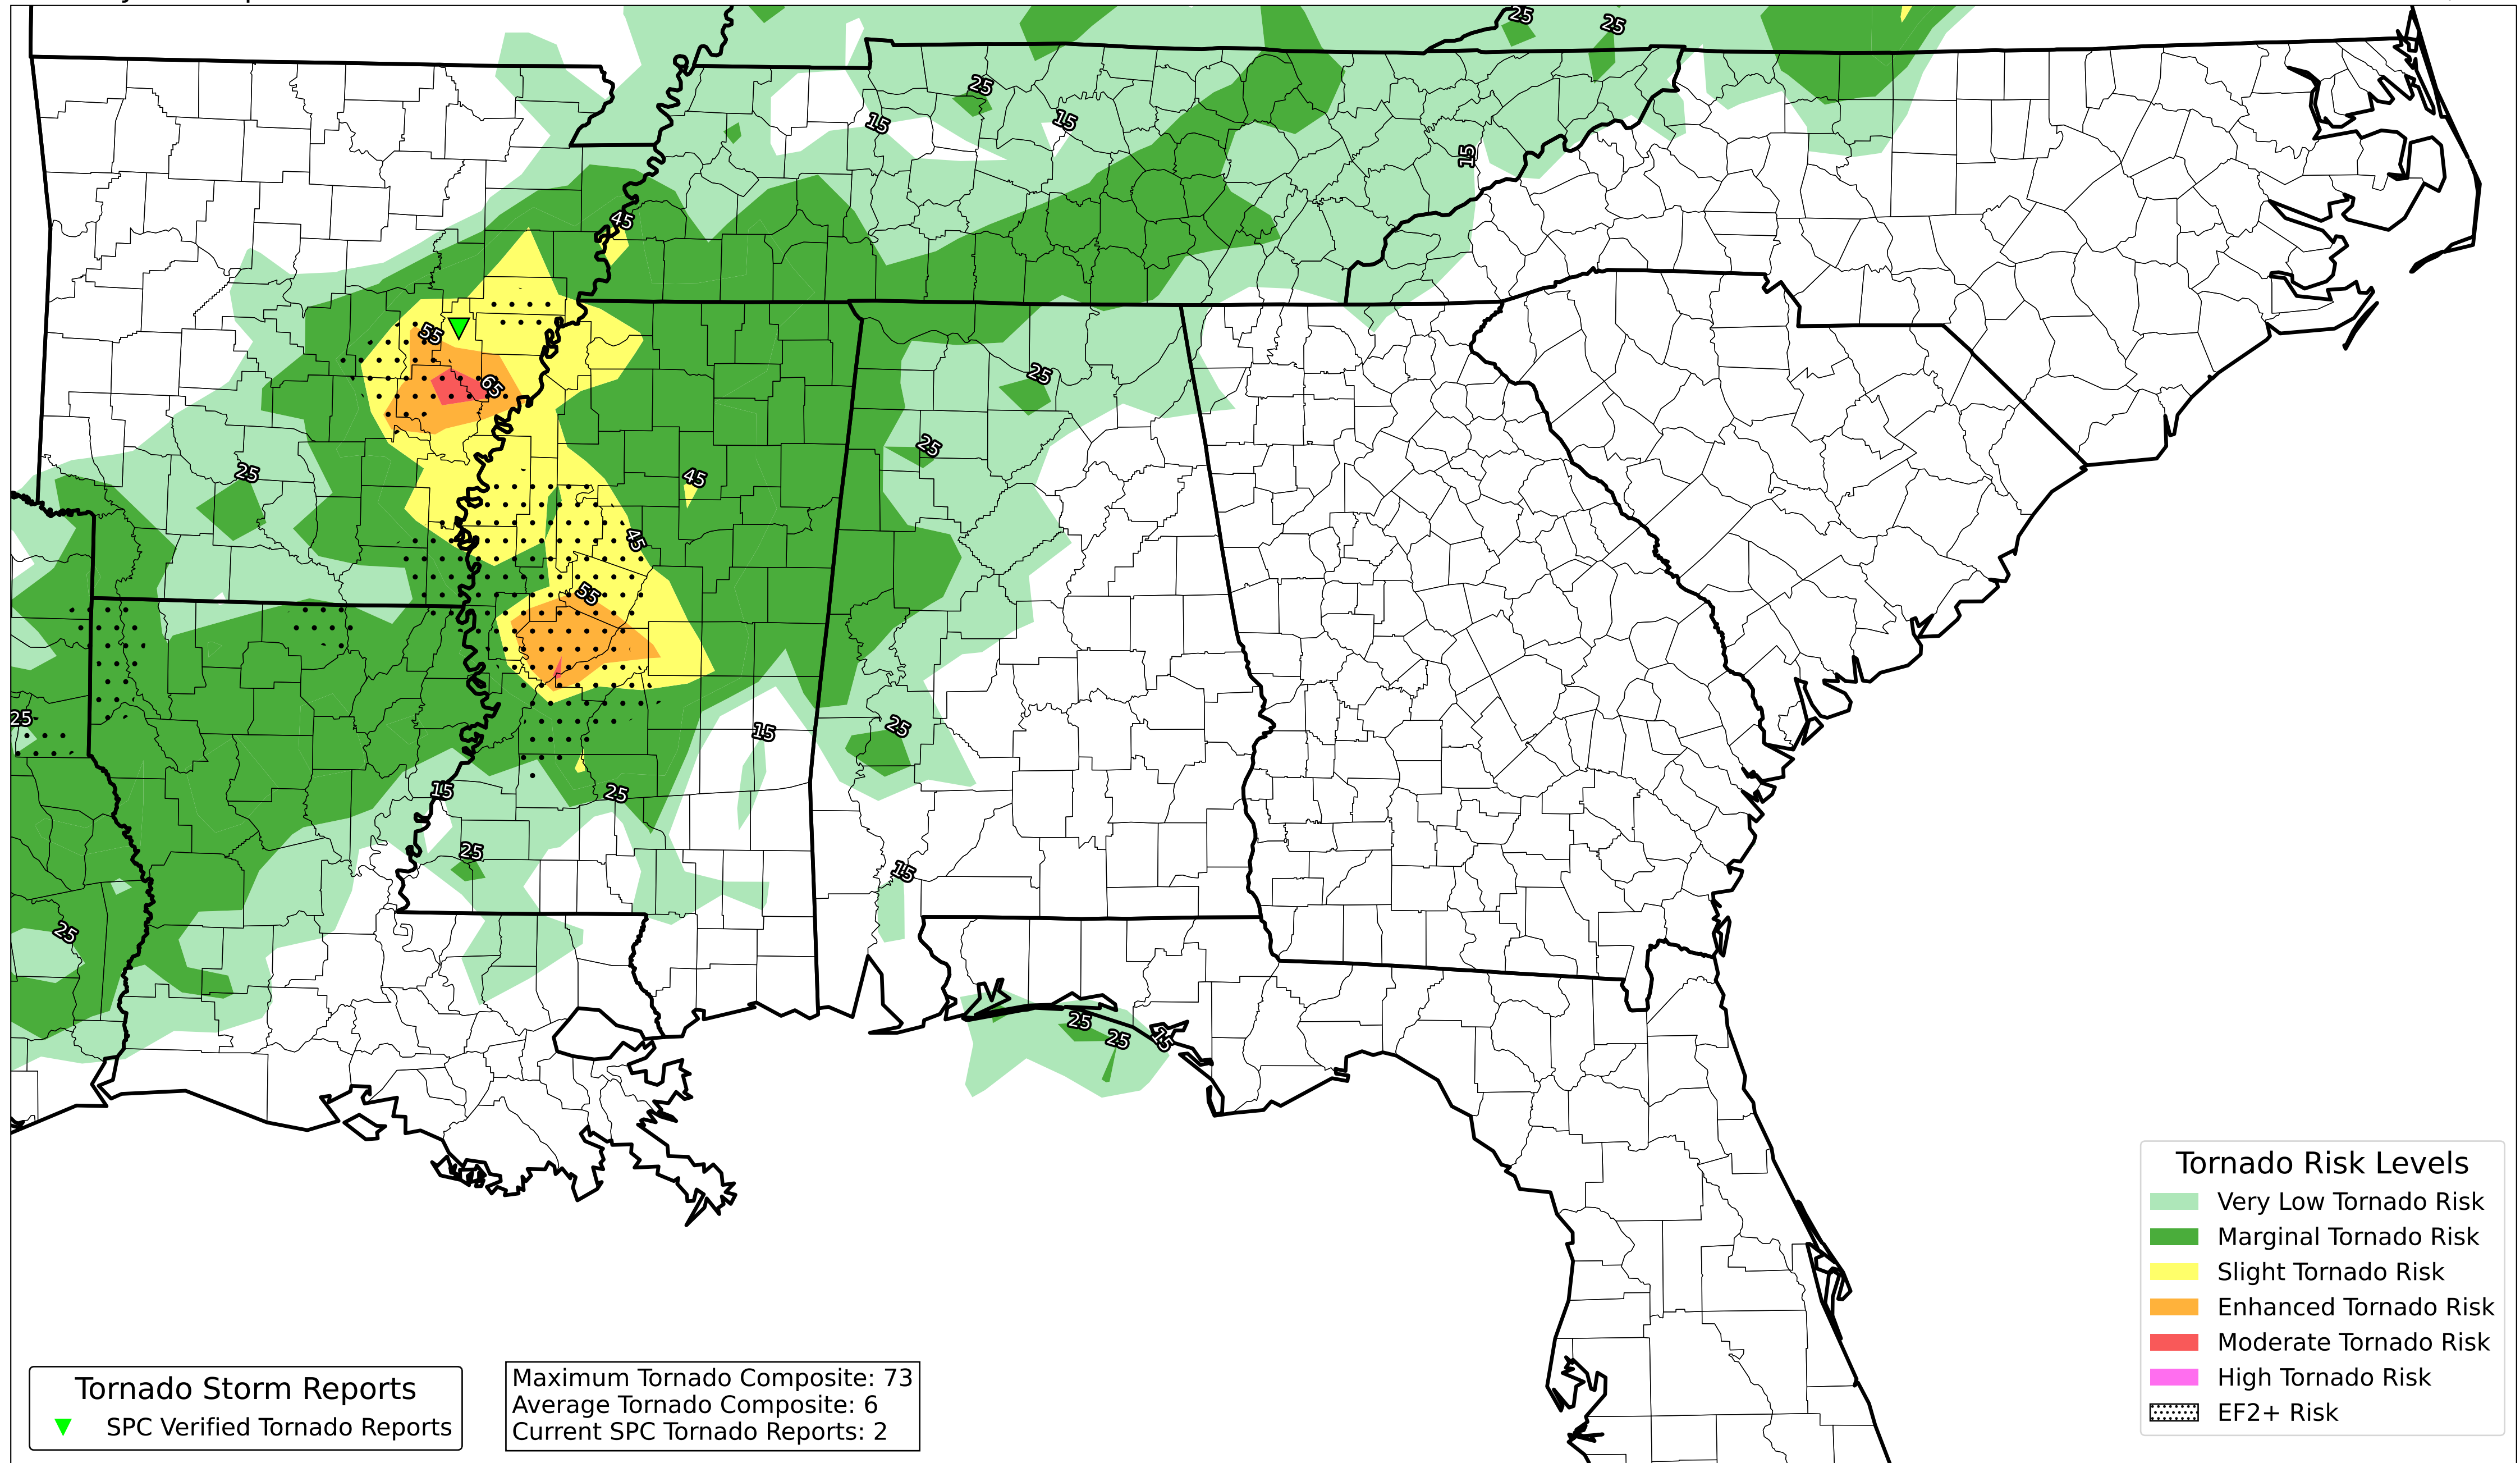 25
25
25
15
15
15
45
55
65
25
25
25
45
45
55
25
25
15
15
25
25
15
25
25
25
25
15
Tornado Risk Levels
Very Low Tornado Risk
Marginal Tornado Risk
Slight Tornado Risk
Enhanced Tornado Risk
Moderate Tornado Risk
High Tornado Risk
EF2+ Risk
Tornado Storm Reports
SPC Verified Tornado Reports
Maximum Tornado Composite: 73
Average Tornado Composite: 6
Current SPC Tornado Reports: 2